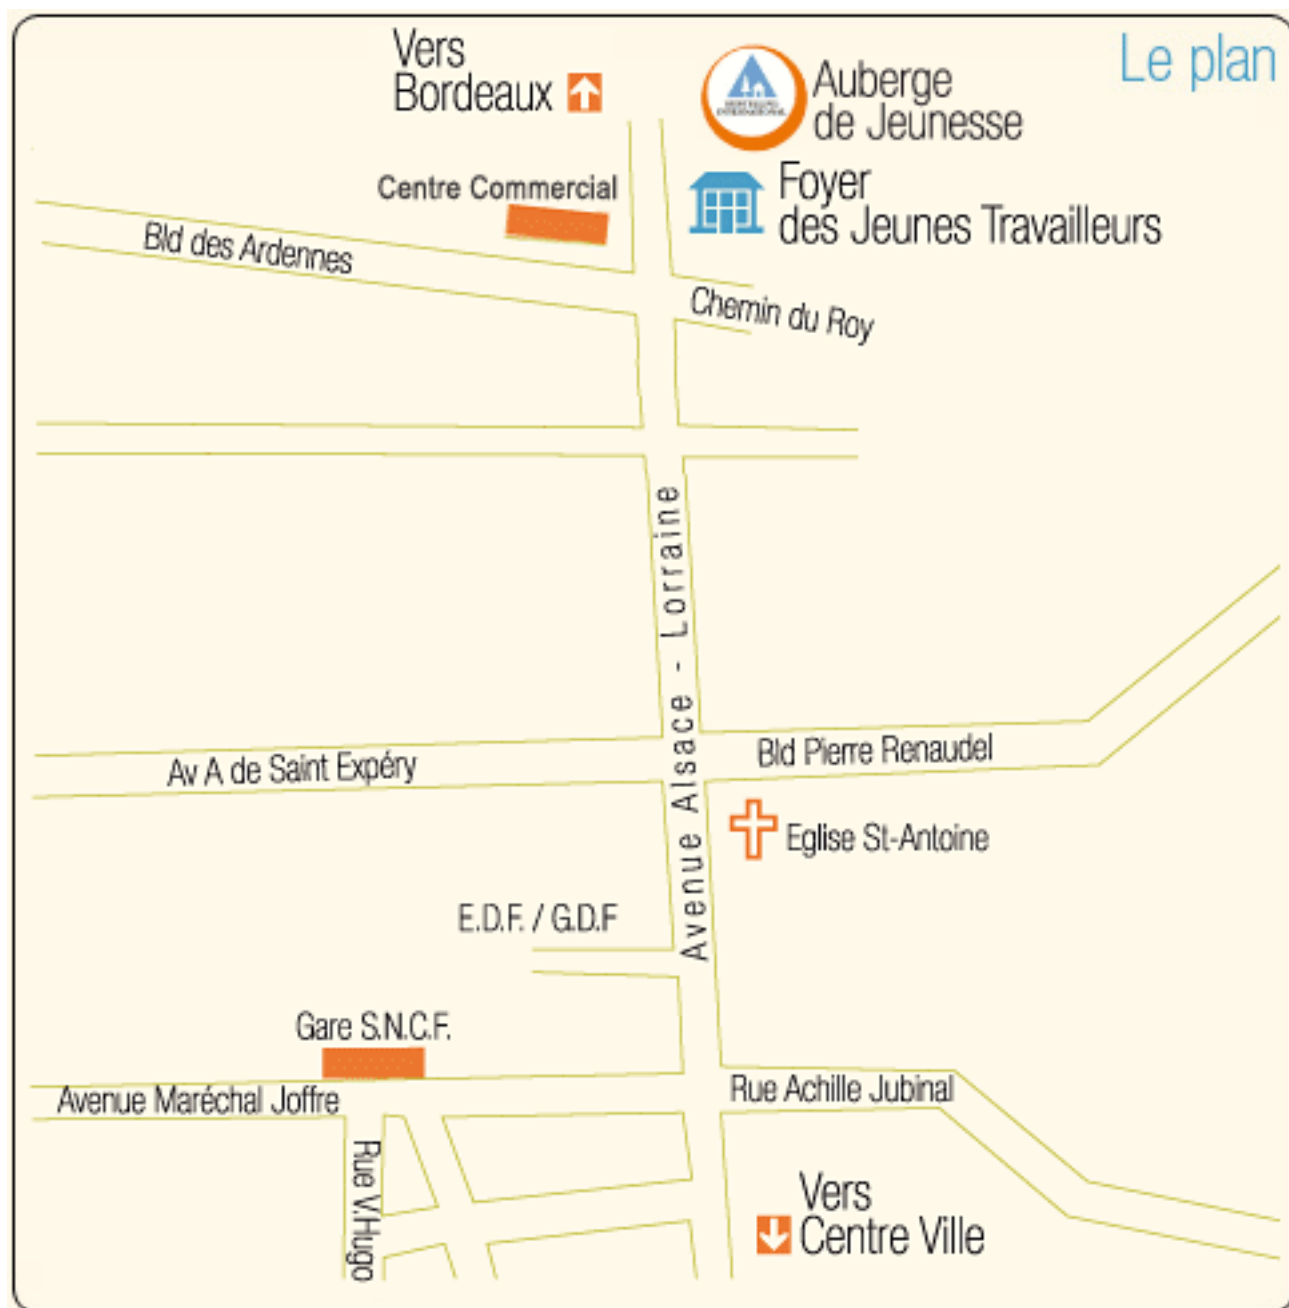 Le plan
Vers
Bordeaux
Auberge
de Jeunesse
HOSTELLING
INTERNATIONAL
Centre Commercial
Foyer
des Jeunes Travailleurs
Bld des Ardennes
Chemin du Roy
Avenue Alsace - Lorraine
Bld Pierre Renaudel
Av A de Saint Expéry
Eglise St-Antoine
E.D.F. / G.D.F
Gare S.N.C.F.
Avenue Maréchal Joffre
Rue Achille Jubinal
Rue V.Hugo
Vers
Centre Ville